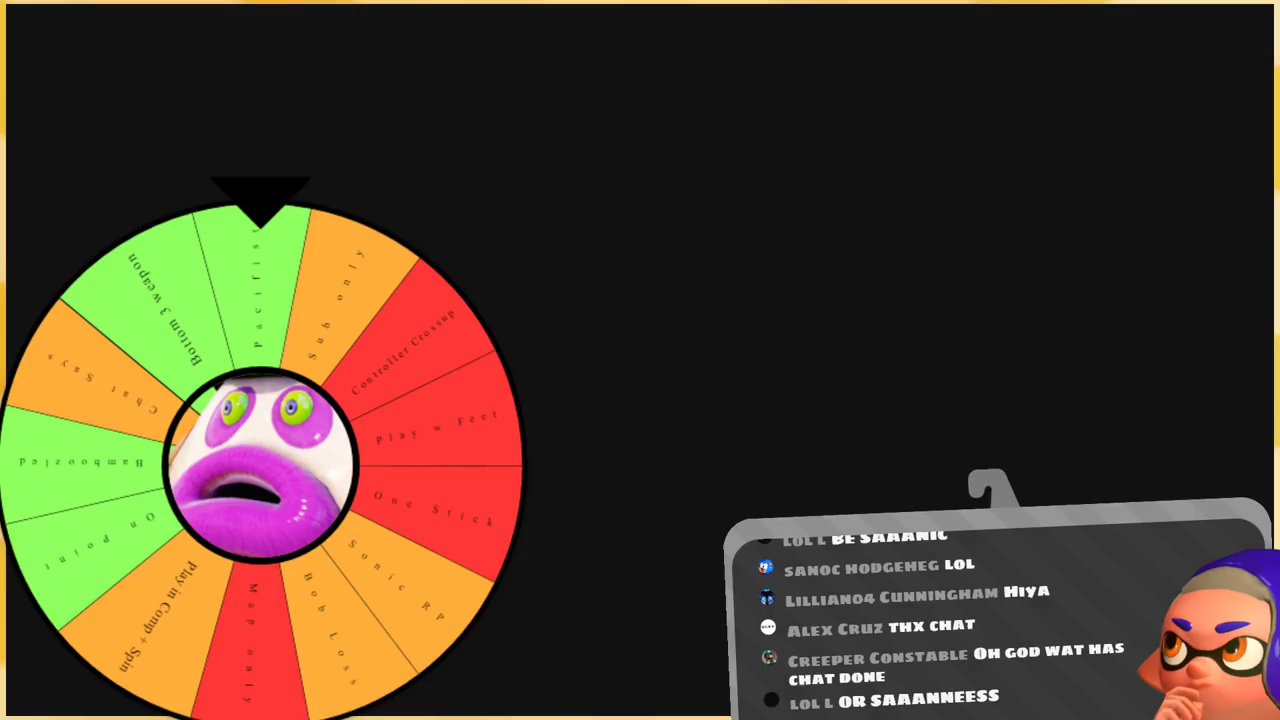 Pacifist
Sub only
Controller Crossup
Play w Feet
One Stick
Sonic RP
Bob Loss
Map only
Play in Comp + Spin
On point
Bamboozled
Chat Says
Bottom 3 weapon
LOL L BE SAAANIC
SANOC HODGEHEG LOL
LILLIAN04 CUNNINGHAM Hiya
ALEX CRUZ THX CHAT
CREEPER CONSTABLE OH GOD WAT HAS
CHAT DONE
LOL L OR SAAANNEESS